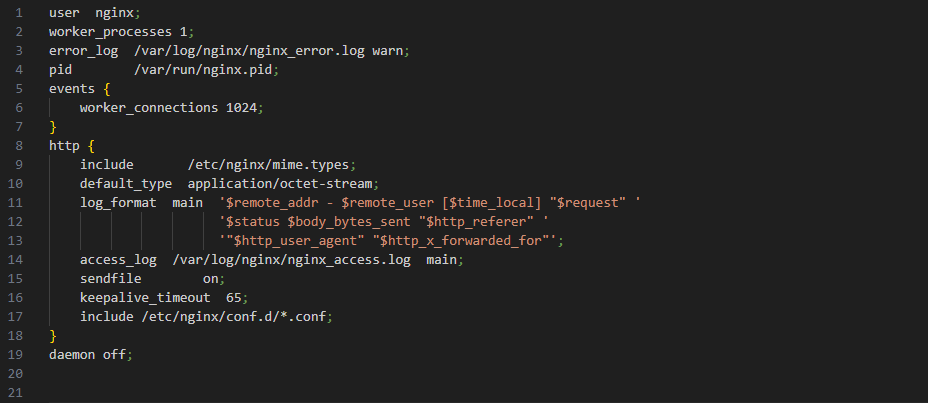 1 user  nginx;
2 worker_processes 1;
3 error_log  /var/log/nginx/nginx_error.log warn;
4 pid        /var/run/nginx.pid;
5 events {
6     worker_connections 1024;
7 }
8 http {
9     include       /etc/nginx/mime.types;
10     default_type  application/octet-stream;
11     log_format  main  '$remote_addr - $remote_user [$time_local] "$request" '
12                       '$status $body_bytes_sent "$http_referer" '
13                       '"$http_user_agent" "$http_x_forwarded_for"';
14     access_log  /var/log/nginx/nginx_access.log  main;
15     sendfile        on;
16     keepalive_timeout  65;
17     include /etc/nginx/conf.d/*.conf;
18 }
19 daemon off;
20
21